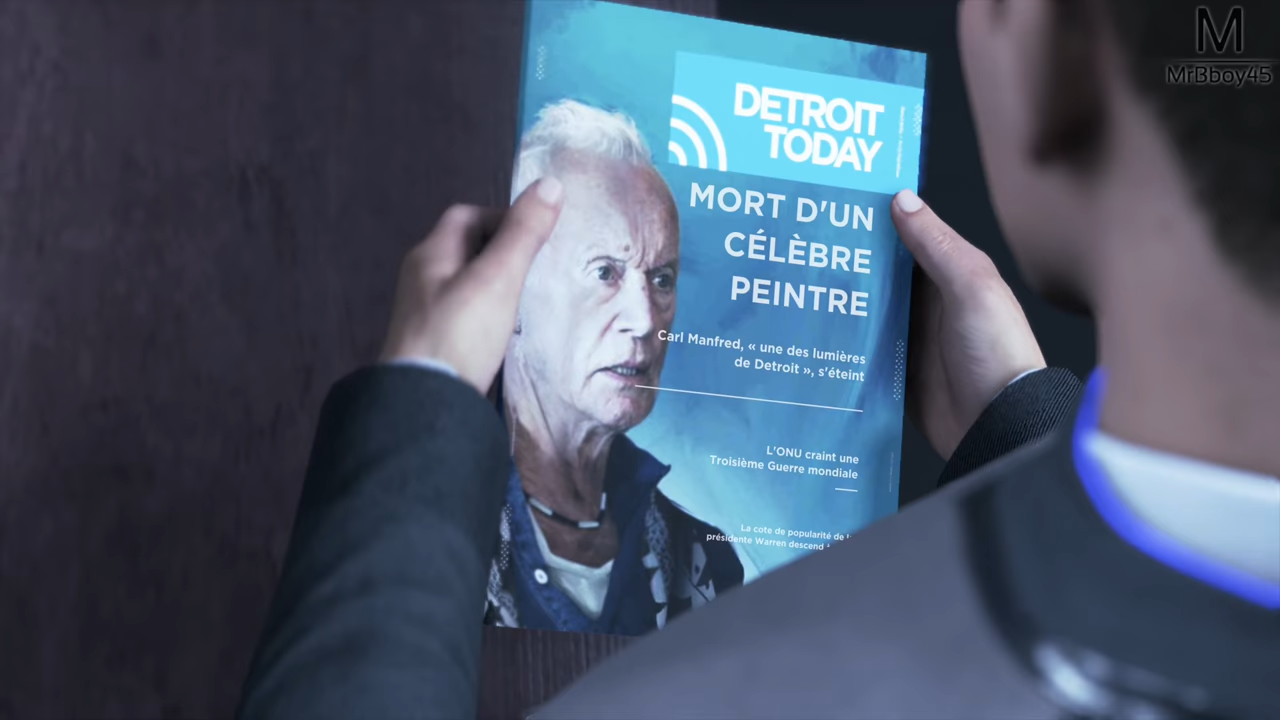 M
MrBboy45
DETROIT
TODAY
MORT D'UN
CÉLÈBRE
PEINTRE
Carl Manfred, « une des lumières
de Detroit », s'éteint
L'ONU craint une
Troisième Guerre mondiale
La cote de popularité de
présidente Warren descend